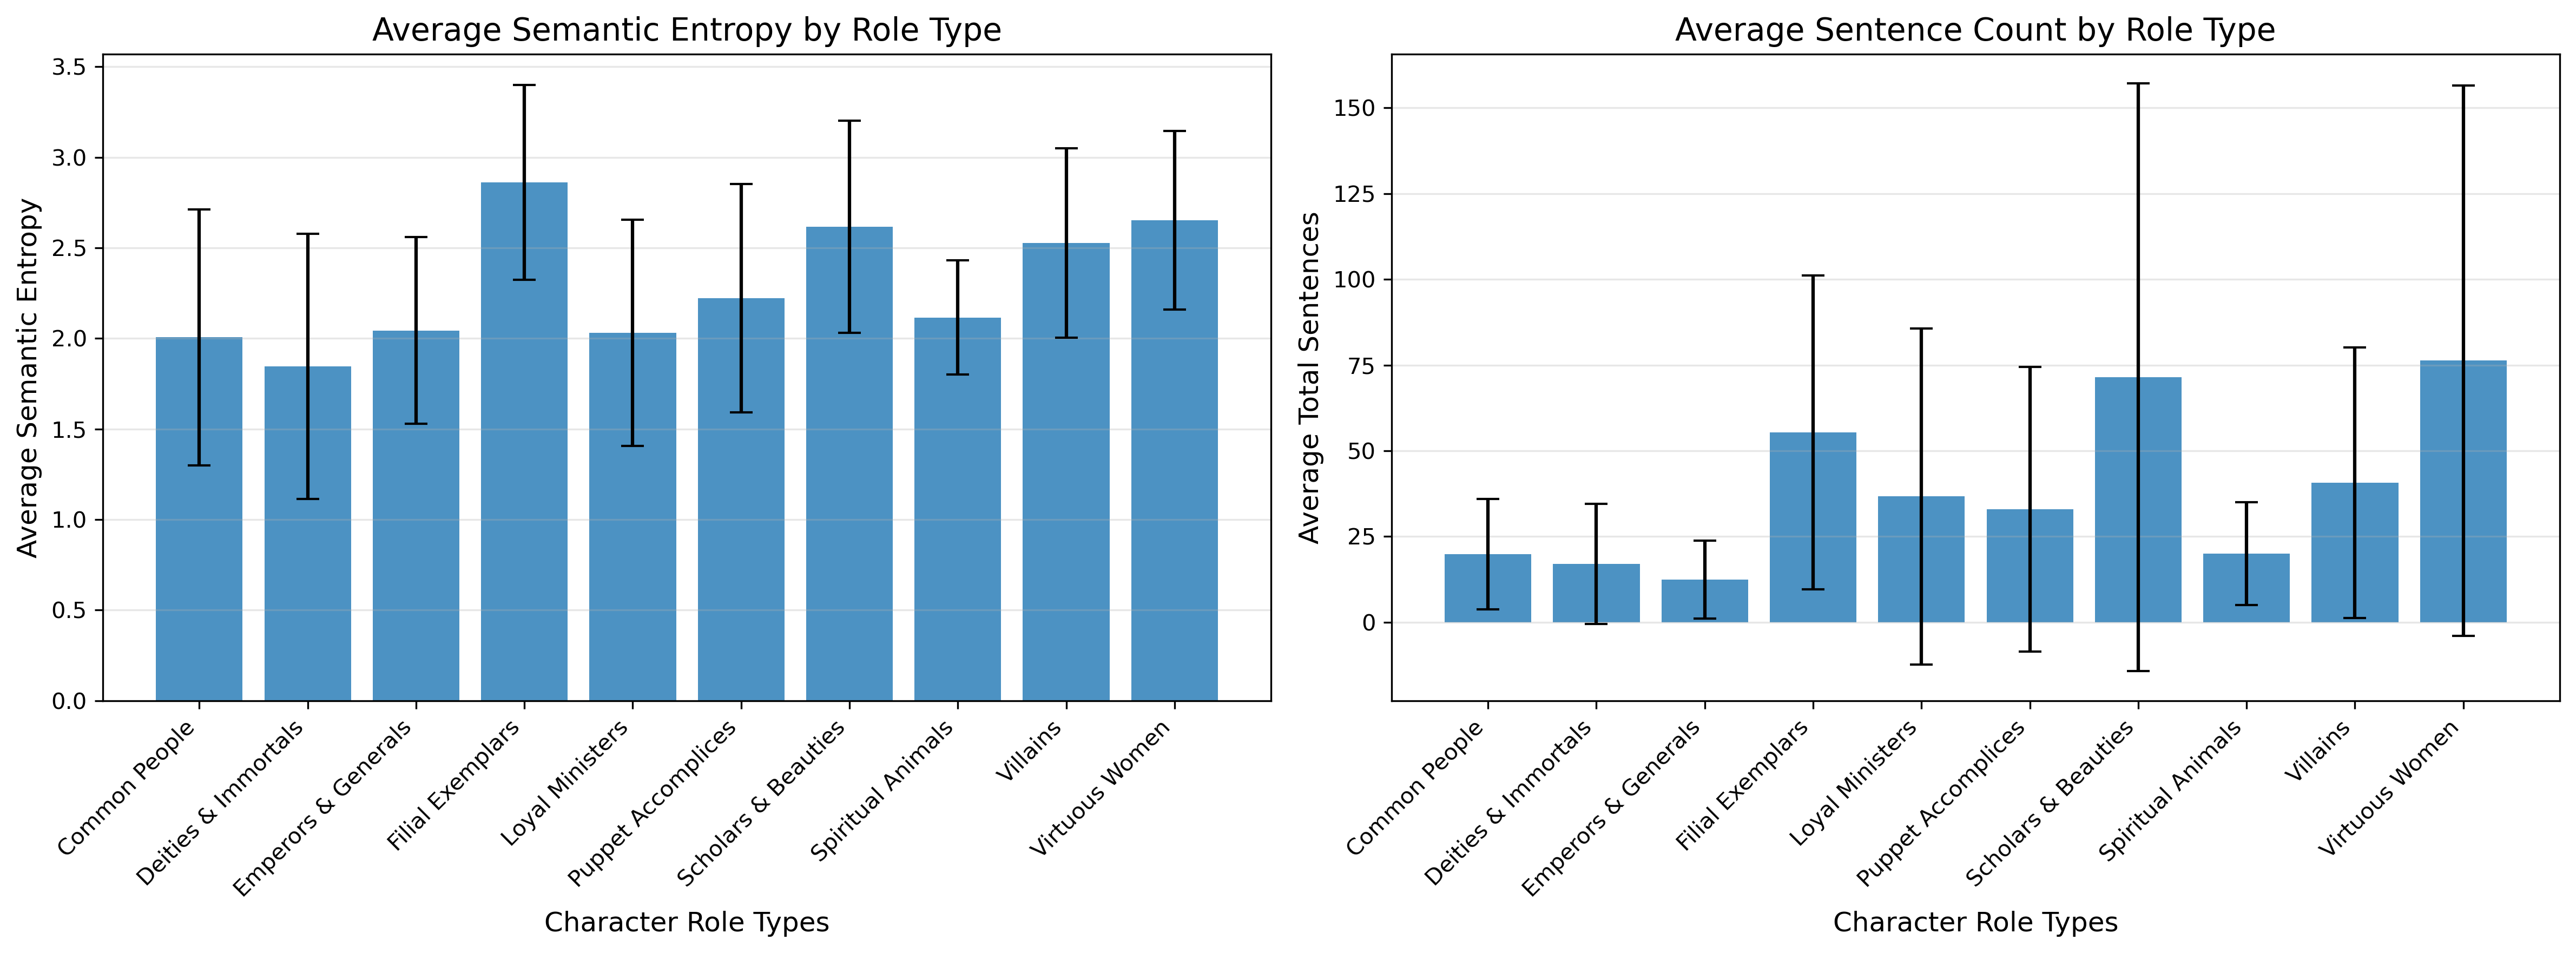 Average Semantic Entropy by Role Type
Average Semantic Entropy
3.5
3.0
2.5
2.0
1.5
1.0
0.5
0.0
Common People
Deities & Immortals
Emperors & Generals
Filial Exemplars
Loyal Ministers
Puppet Accomplices
Scholars & Beauties
Spiritual Animals
Villains
Virtuous Women
Character Role Types
Average Sentence Count by Role Type
Average Total Sentences
150
125
100
75
50
25
0
Common People
Deities & Immortals
Emperors & Generals
Filial Exemplars
Loyal Ministers
Puppet Accomplices
Scholars & Beauties
Spiritual Animals
Villains
Virtuous Women
Character Role Types